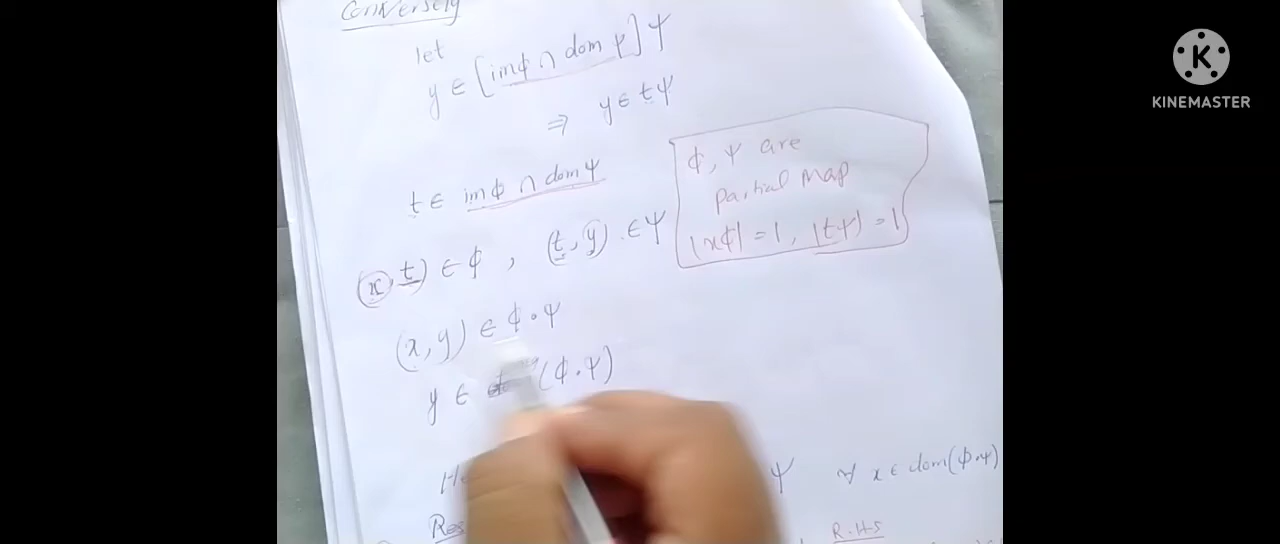 Conversely
let
y ∈ [imφ ∩ dom ψ] ψ
⇒ y ∈ tψ
t ∈ imφ ∩ dom ψ
(x, t) ∈ φ , (t, y) ∈ ψ
φ, ψ are
partial map
|xφ| = 1, |tψ| = 1
(x, y) ∈ φ∘ψ
y ∈ (φ.ψ)
ψ ∀ x ∈ dom(φ∘ψ)
R.H.S
K
KINEMASTER